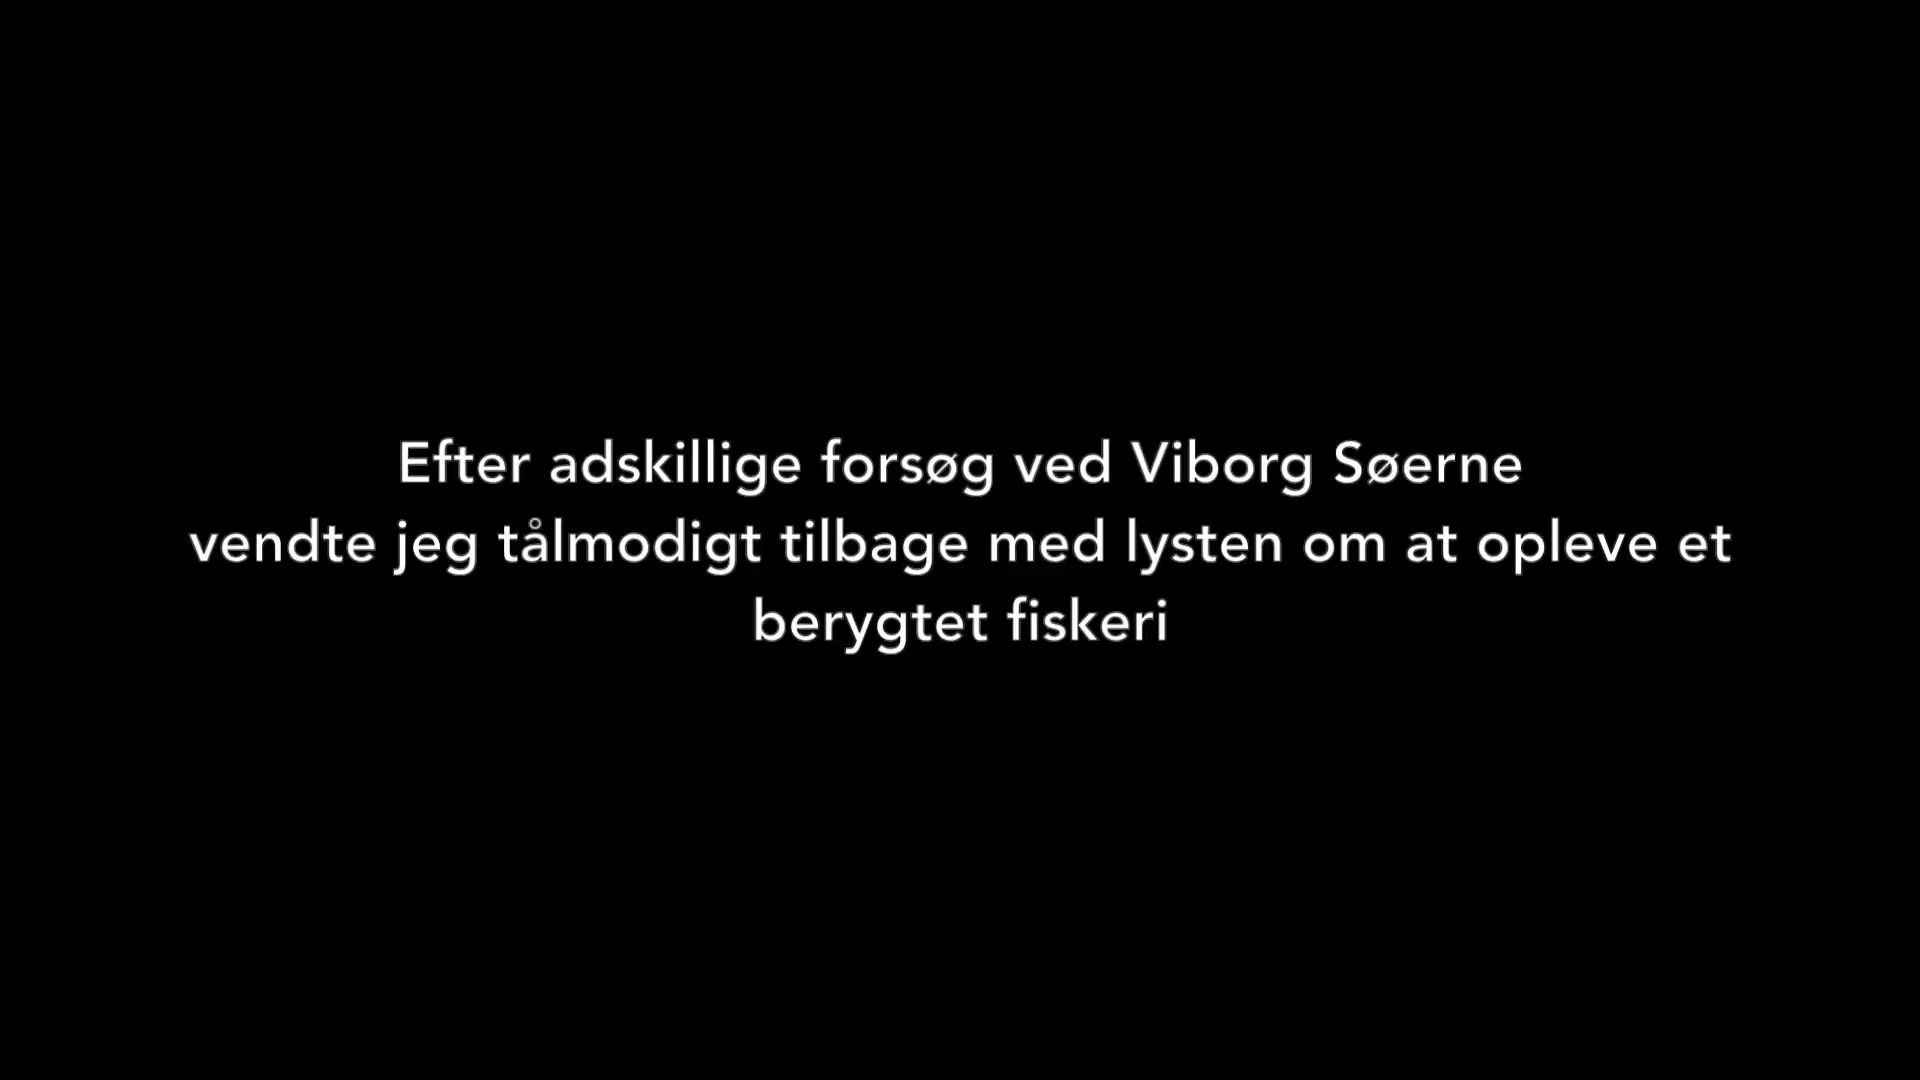 Efter adskillige forsøg ved Viborg Søerne
vendte jeg tålmodigt tilbage med lysten om at opleve et
berygtet fiskeri